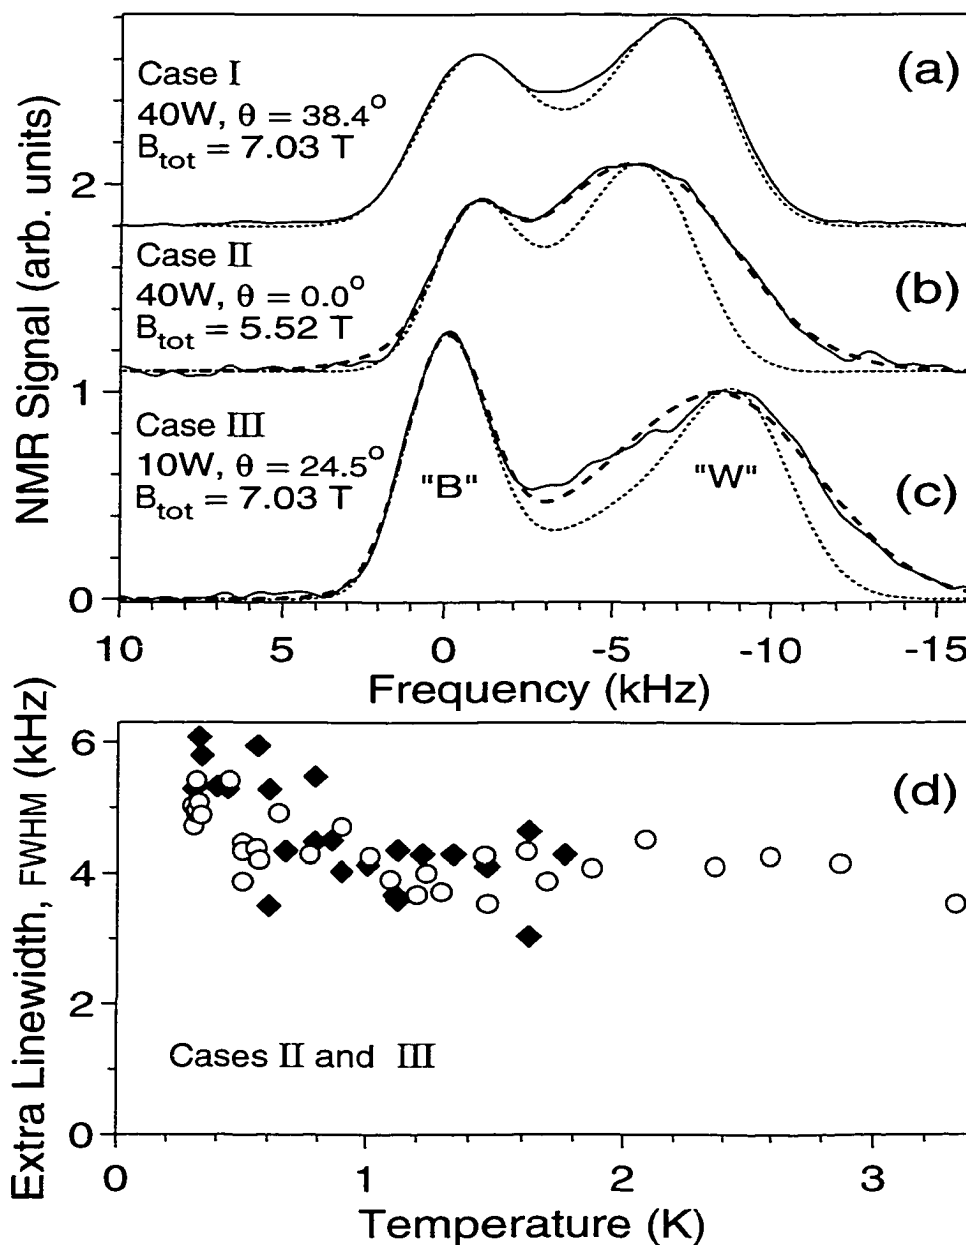 Case I
40W, θ = 38.4°
B_tot = 7.03 T
(a)
2
Case II
40W, θ = 0.0°
B_tot = 5.52 T
(b)
1
Case III
10W, θ = 24.5°
B_tot = 7.03 T
"B"
"W"
(c)
0
NMR Signal (arb. units)
10 5 0 -5 -10 -15
Frequency (kHz)
6
(d)
4
2
Cases II and III
0
Extra Linewidth, FWHM (kHz)
0 1 2 3
Temperature (K)